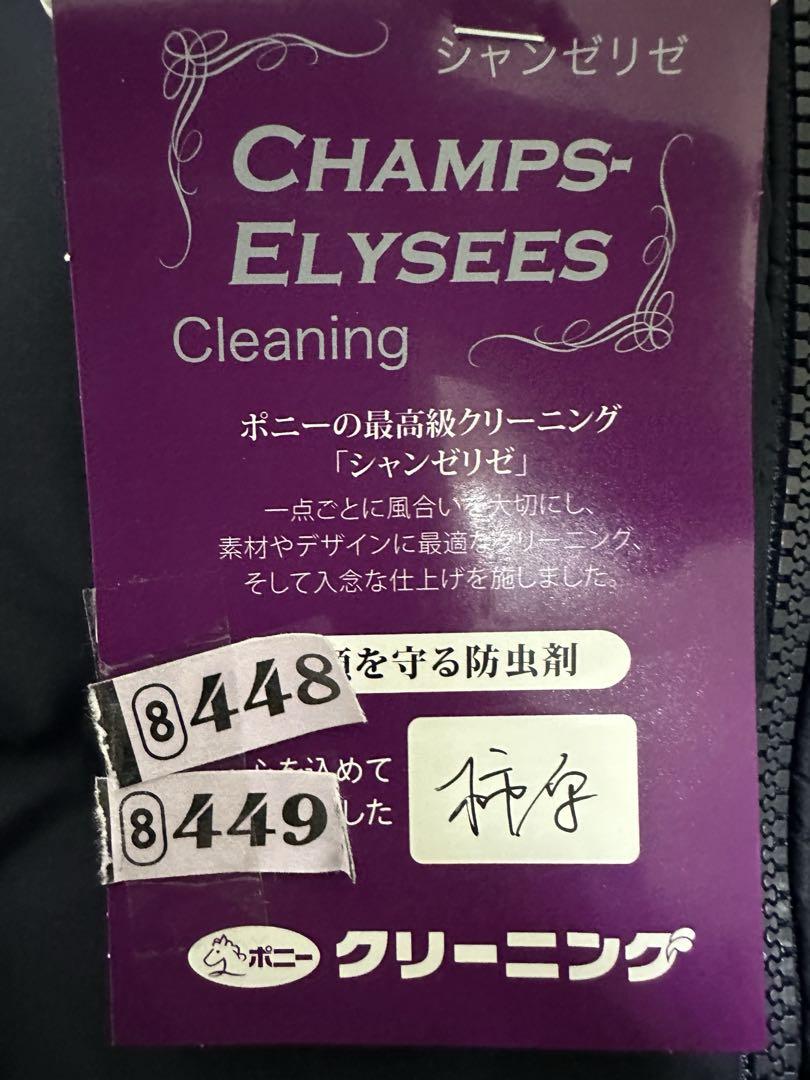 シャンゼリゼ
CHAMPS-
ELYSEES
Cleaning
ポニーの最高級クリーニング
「シャンゼリゼ」
一点ごとに風合いを大切にし、
素材やデザインに最適なクリーニング、
そして入念な仕上げを施しました。
を守る防虫剤
⑧448
を込めて
⑧449
した
ポニー クリーニング